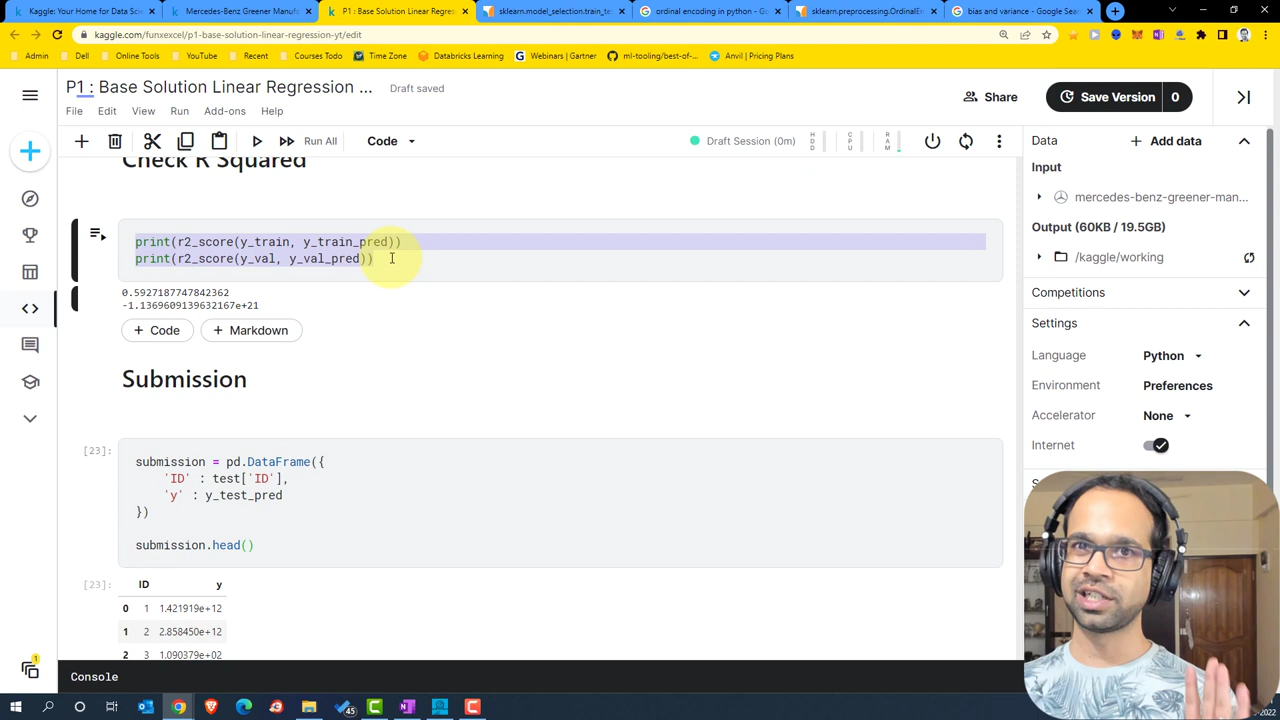 Kaggle: Your Home for Data Sci
Mercedes-Benz Greener Manufa
P1 : Base Solution Linear Regres
sklearn.model_selection.train_te
ordinal encoding in python - Go
sklearn.preprocessing.OrdinalEn
bias and variance - Google Sear
kaggle.com/funxexcel/p1-base-solution-linear-regression-yt/edit
Admin
Online Tools
YouTube
Recent
Courses Todo
Time Zone
Databricks Learning
Webinars | Gartner
ml-tooling/best-of-...
Anvil | Pricing Plans
P1 : Base Solution Linear Regression ...
Draft saved
File
Edit
View
Run
Add-ons
Help
Share
Save Version
0
Run All
Code
Draft Session (0m)
HDD
CPU
RAM
Check R Squared
print(r2_score(y_train, y_train_pred))
print(r2_score(y_val, y_val_pred))
0.5927187747842362
-1.1369609139632167e+21
+ Code
+ Markdown
Submission
[23]:
submission = pd.DataFrame({
'ID' : test['ID'],
'y' : y_test_pred
})
submission.head()
[23]:
ID y
0 1 1.421919e+12
1 2 2.858450e+12
2 3 1.090379e+02
Console
Data
+ Add data
Input
mercedes-benz-greener-man...
Output (60KB / 19.5GB)
/kaggle/working
Competitions
Settings
Language
Python
Environment
Preferences
Accelerator
None
Internet
1
45
-2022